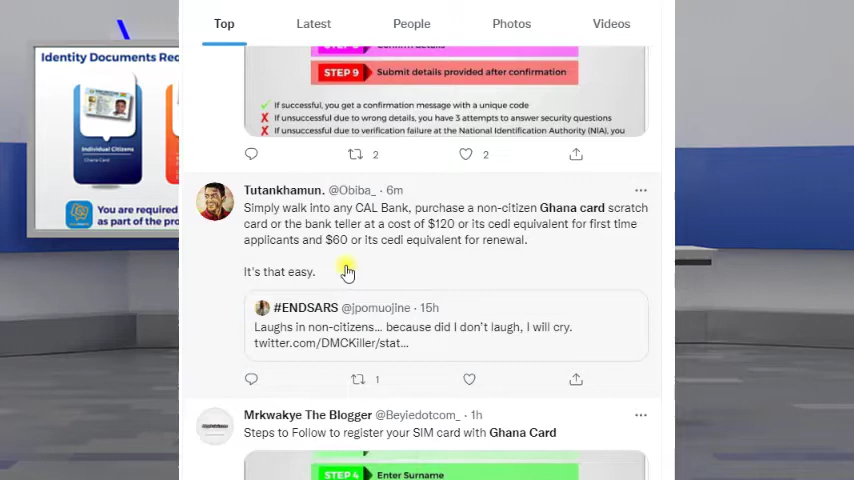 Top
Latest
People
Photos
Videos
Identity Documents Req
Individual Citizens
Ghana Card
You are required
as part of the pro
Confirm details
STEP 9 Submit details provided after confirmation
If successful, you get a confirmation message with a unique code
If unsuccessful due to wrong details, you have 3 attempts to answer security questions
If unsuccessful due to verification failure at the National Identification Authority (NIA), you
2
2
Tutankhamun. @Obiba_ · 6m
Simply walk into any CAL Bank, purchase a non-citizen Ghana card scratch
card or the bank teller at a cost of $120 or its cedi equivalent for first time
applicants and $60 or its cedi equivalent for renewal.
It's that easy.
#ENDSARS @jpomuojine · 15h
Laughs in non-citizens... because did I don't laugh, I will cry.
twitter.com/DMCKiller/stat...
1
Mrkwakye The Blogger @Beyiedotcom_ · 1h
Steps to Follow to register your SIM card with Ghana Card
STEP 4 Enter Surname